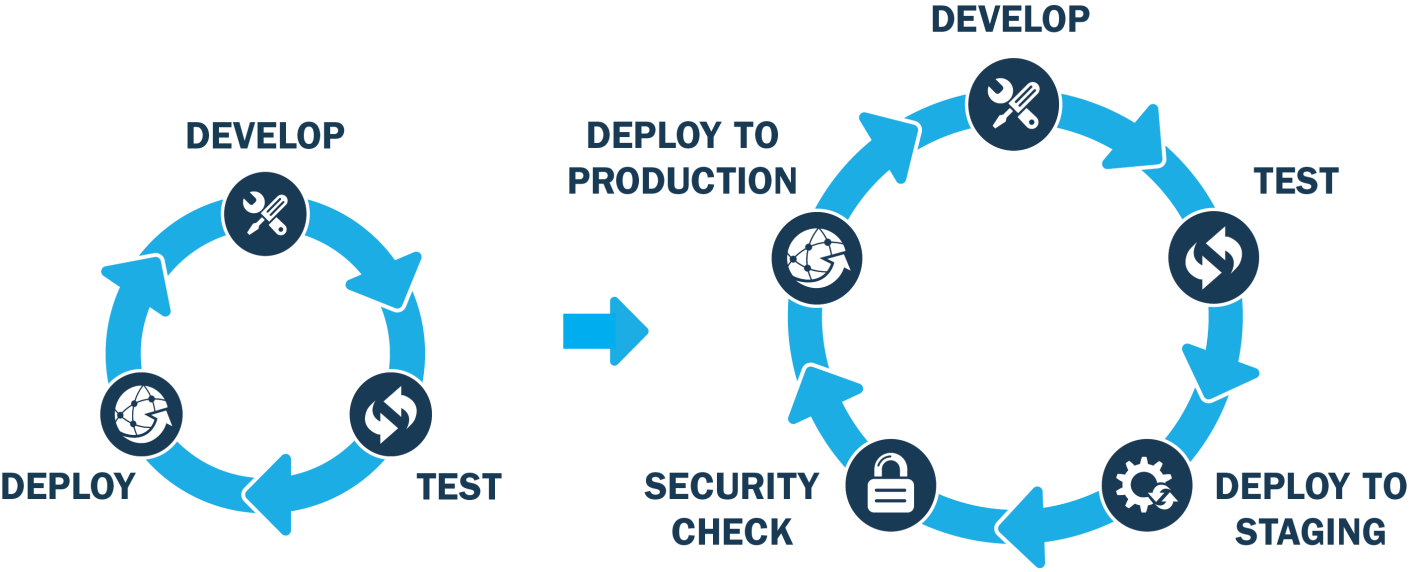 DEVELOP
TEST
DEPLOY
DEVELOP
TEST
DEPLOY TO
STAGING
SECURITY
CHECK
DEPLOY TO
PRODUCTION